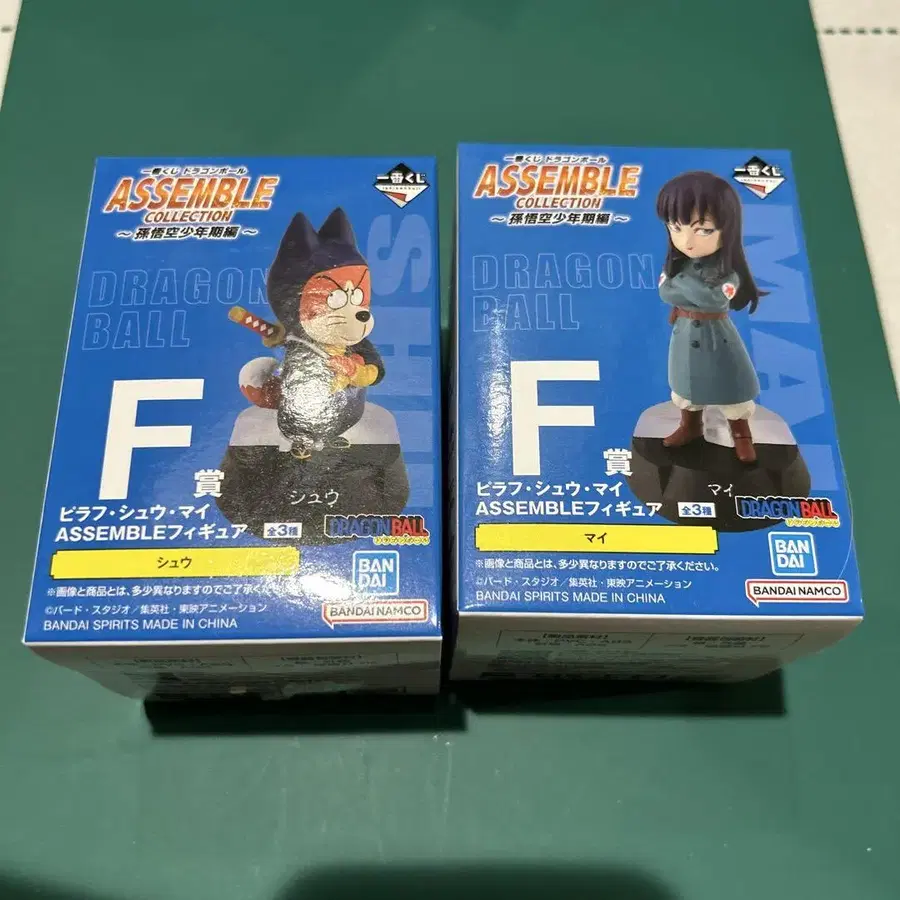 一番くじ ドラゴンボール
ASSEMBLE
COLLECTION
～孫悟空少年期編～
一番くじ
DRAGON
BALL
F
賞
シュウ
ピラフ・シュウ・マイ
ASSEMBLEフィギュア 全3種
DRAGONBALL
シュウ
※画像と商品とは、多少異なりますのでご了承ください。
BAN
DAI
©バード・スタジオ／集英社・東映アニメーション
BANDAI SPIRITS MADE IN CHINA
BANDAI NAMCO
一番くじ ドラゴンボール
ASSEMBLE
COLLECTION
～孫悟空少年期編～
一番くじ
DRAGON
BALL
MAI
F
賞
マイ
ピラフ・シュウ・マイ
ASSEMBLEフィギュア 全3種
DRAGONBALL
マイ
※画像と商品とは、多少異なりますのでご了承ください。
BAN
DAI
©バード・スタジオ／集英社・東映アニメーション
BANDAI SPIRITS MADE IN CHINA
BANDAI NAMCO